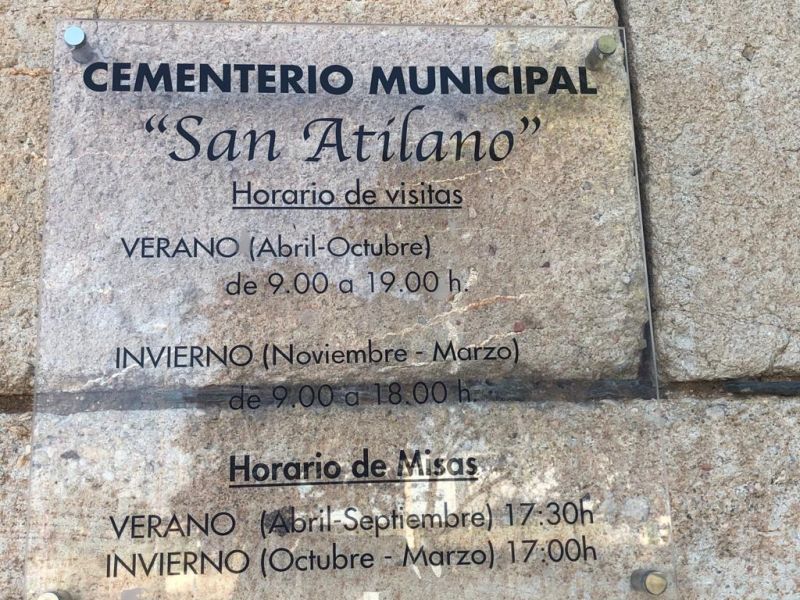 CEMENTERIO MUNICIPAL
“San Atilano”
Horario de visitas
VERANO (Abril-Octubre)
de 9.00 a 19.00 h.
INVIERNO (Noviembre - Marzo)
de 9.00 a 18.00 h.
Horario de Misas
VERANO (Abril-Septiembre) 17:30h
INVIERNO (Octubre - Marzo) 17:00h